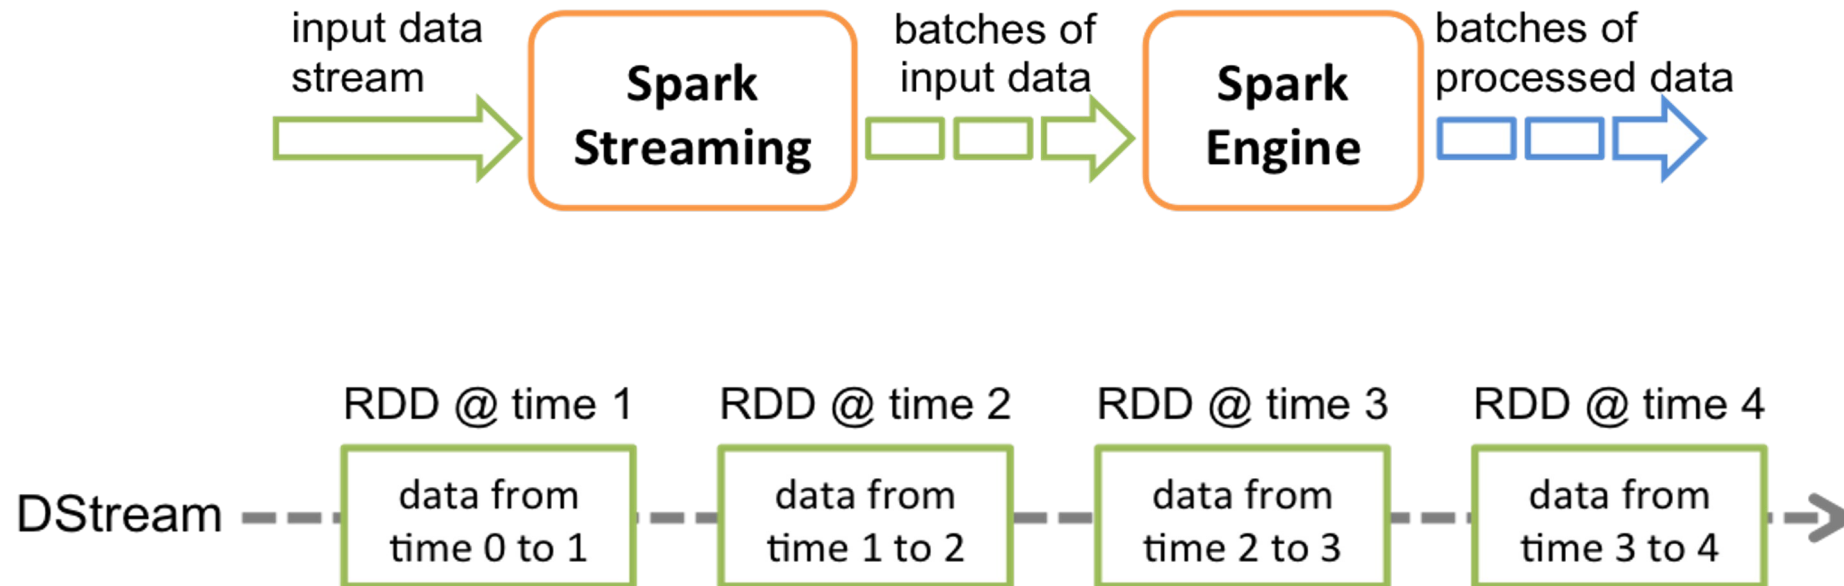 input data
stream
Spark
Streaming
batches of
input data
Spark
Engine
batches of
processed data
RDD @ time 1
RDD @ time 2
RDD @ time 3
RDD @ time 4
DStream
data from
time 0 to 1
data from
time 1 to 2
data from
time 2 to 3
data from
time 3 to 4